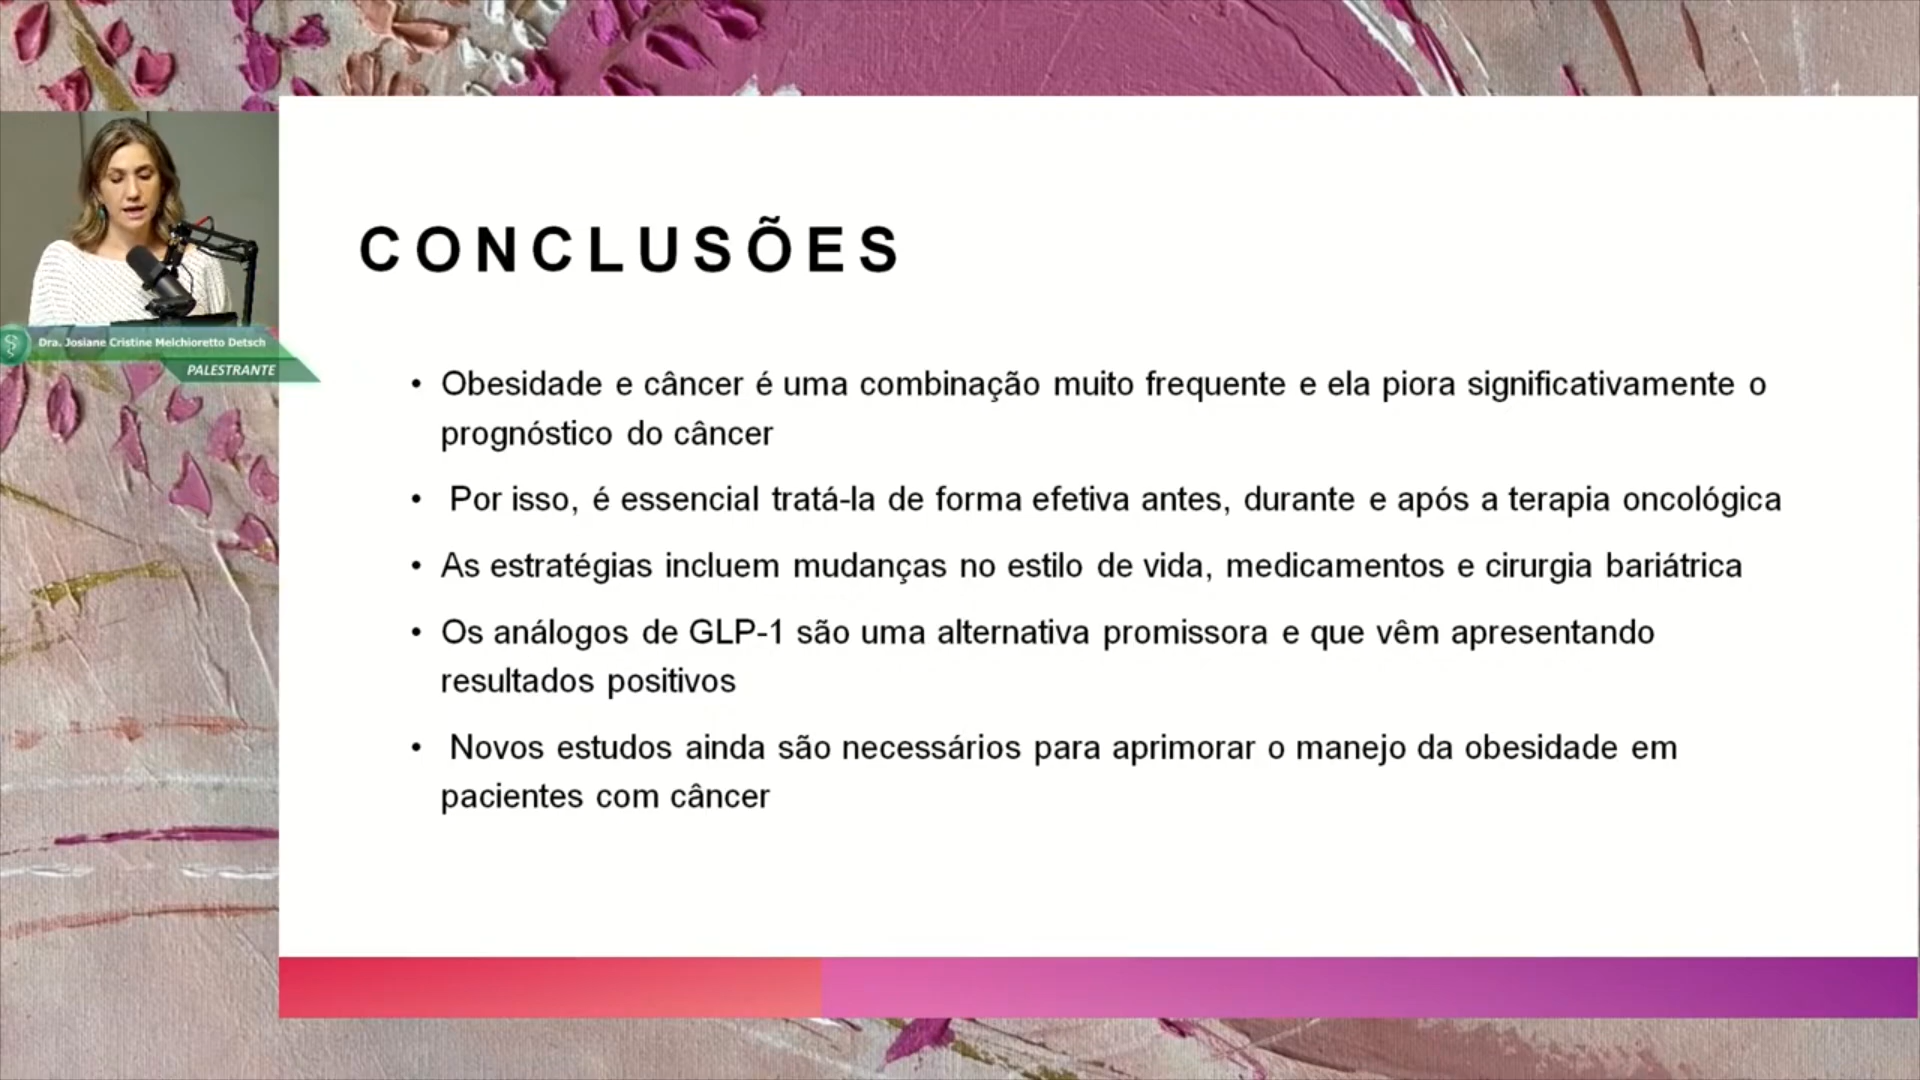 CONCLUSÕES
Dra. Josiane Cristine Melchioretto Detsch
PALESTRANTE
• Obesidade e câncer é uma combinação muito frequente e ela piora significativamente o
prognóstico do câncer
• Por isso, é essencial tratá-la de forma efetiva antes, durante e após a terapia oncológica
• As estratégias incluem mudanças no estilo de vida, medicamentos e cirurgia bariátrica
• Os análogos de GLP-1 são uma alternativa promissora e que vêm apresentando
resultados positivos
• Novos estudos ainda são necessários para aprimorar o manejo da obesidade em
pacientes com câncer